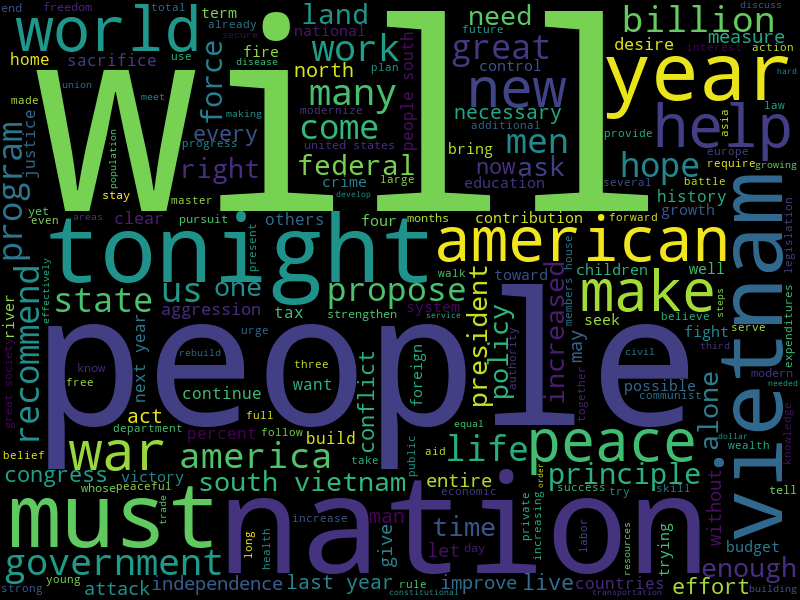 end
freedom
total
already
term
land
need
billion
discuss
world
secure
fire
national
use
work
great
future
desire
measure
interest
action
home
sacrifice
force
north
control
year
disease
plan
Will
new
many
people south
hard
union
meet
made
modernize
necessary
help
law
making
additional
provide
asia
program
justice
every
come
men
progress
united states
bring
now
ask
hope
europe
population
right
federal
require
growing
crime
large
education
several
battle
stay
master
develop
history
legislation
yet
even
areas
pursuit
clear
others
four
months
contribution
forward
growth
vietnam
tonight
american
present
walk
toward
children
well
members house
river
recommend
effectively
state
us
one
propose
make
increased
aggression
tax
strengthen
system
service
president
policy
seek
believe
steps
expenditures
fight
serve
great society
next year
urge
people
authority
may
civil
third
know
free
rebuild
three
want
conflict
foreign
possible
communist
modern
needed
continue
together
alone
act
full
equal
dollar
wealth
knowledge
department
percent
follow
build
belief
war
america
take
public
aid
life
peace
tell
congress
victory
whose
peaceful
south vietnam
entire
principle
without
economic
order
success
try
skill
must
trade
nation
man
time
private
increasing
labor
resources
trying
budget
government
long
increase
health
give
let
day
enough
young
strong
attack
independence
last year
rule
constitutional
improve
live
countries
transportation
effort
building